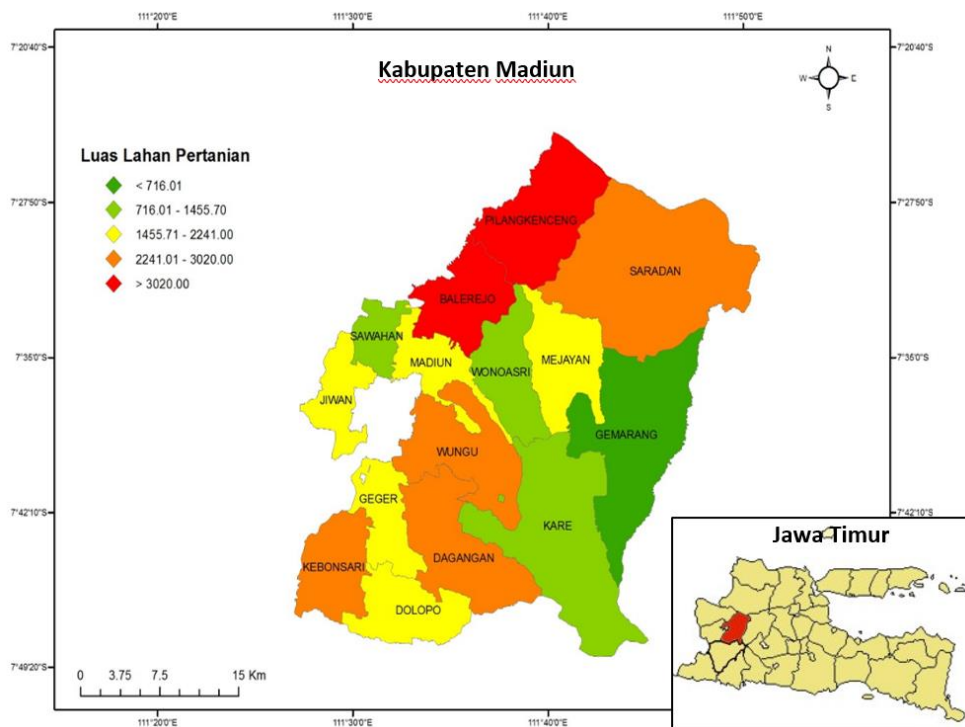 111°20'0"E 111°30'0"E 111°40'0"E 111°50'0"E
7°20'40"S 7°20'40"S
Kabupaten Madiun
N
W E
S
Luas Lahan Pertanian
< 716.01
716.01 - 1455.70
1455.71 - 2241.00
2241.01 - 3020.00
> 3020.00
7°27'50"S 7°27'50"S
PILANGKENCENG
SARADAN
BALEREJO
SAWAHAN
MADIUN
MEJAYAN
WONOASRI
7°35'0"S 7°35'0"S
JIWAN
GEMARANG
WUNGU
GEGER
7°42'10"S 7°42'10"S
KARE
KEBONSARI
DAGANGAN
DOLOPO
Jawa Timur
7°49'20"S
0 3.75 7.5 15 Km
111°20'0"E 111°30'0"E 111°40'0"E